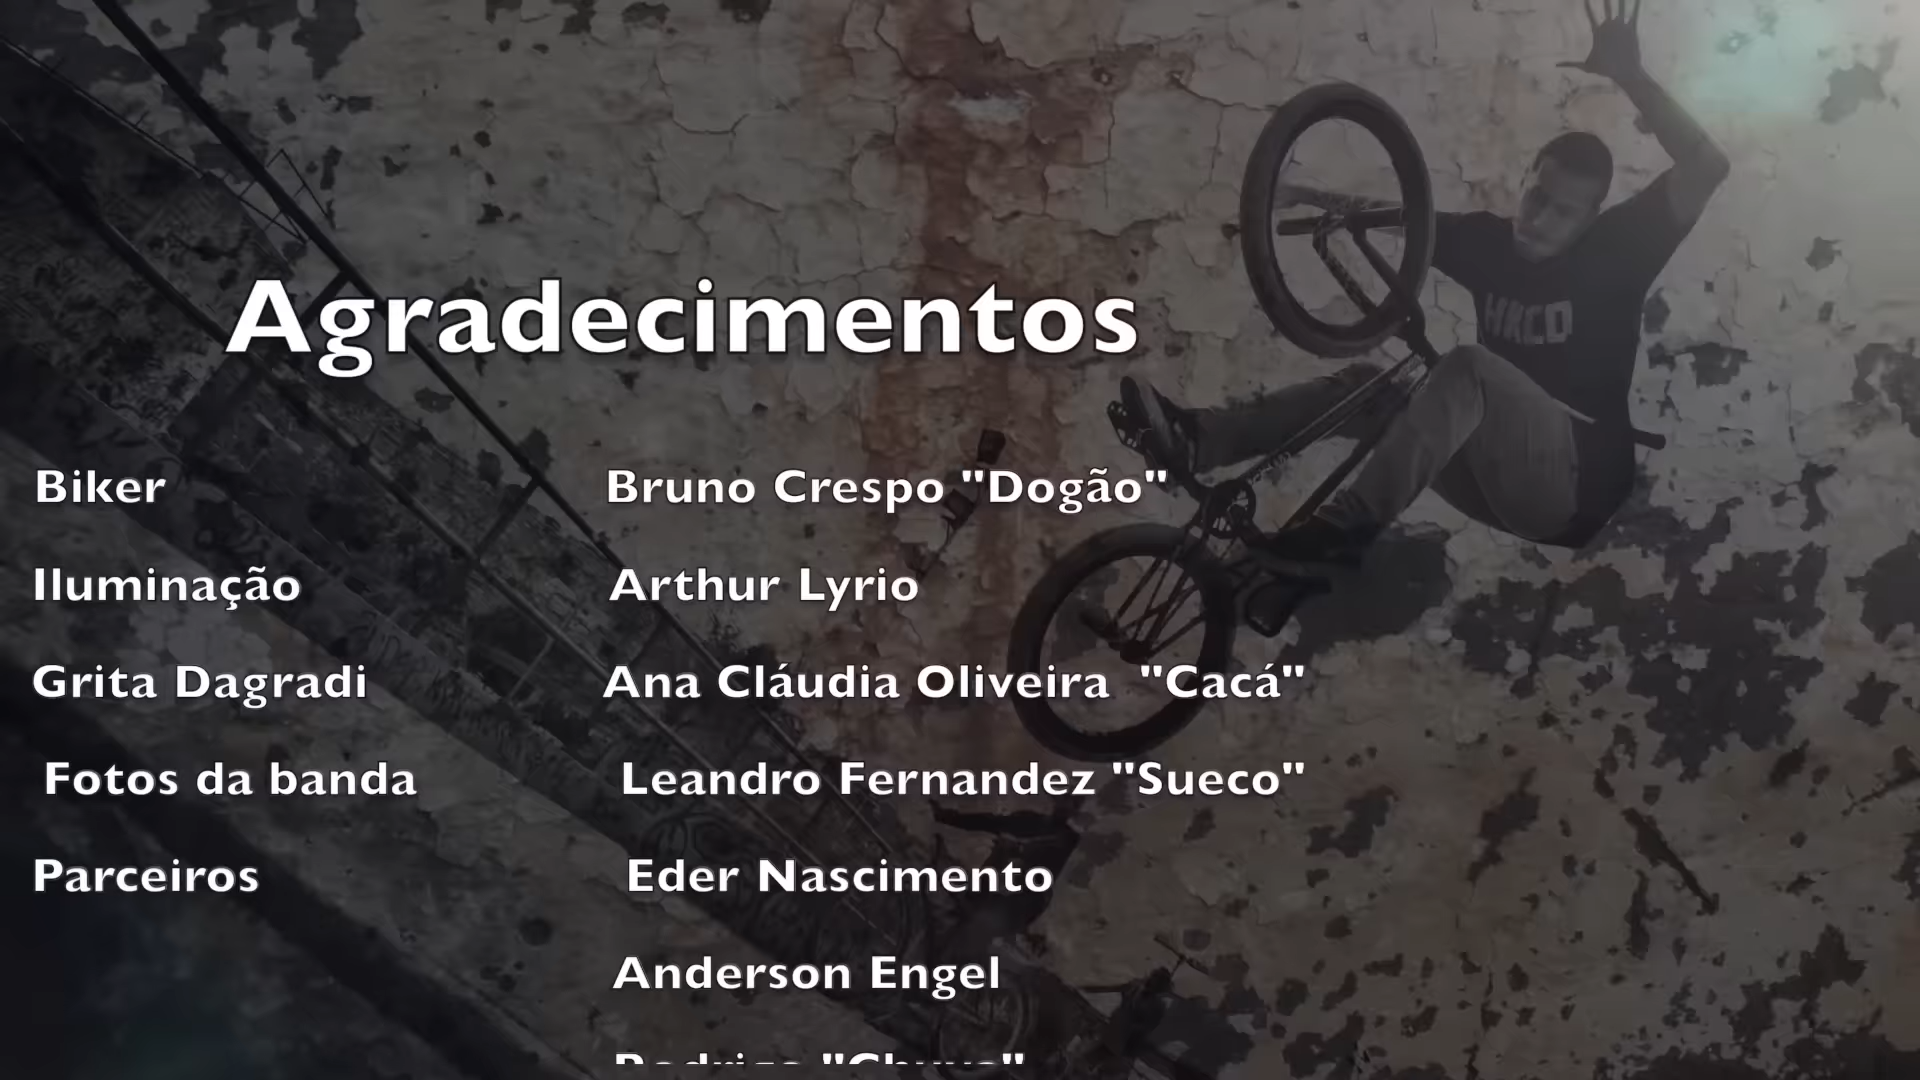 Agradecimentos
Biker Bruno Crespo "Dogão"
Iluminação Arthur Lyrio
Grita Dagradi Ana Cláudia Oliveira "Cacá"
Fotos da banda Leandro Fernandez "Sueco"
Parceiros Eder Nascimento
Anderson Engel